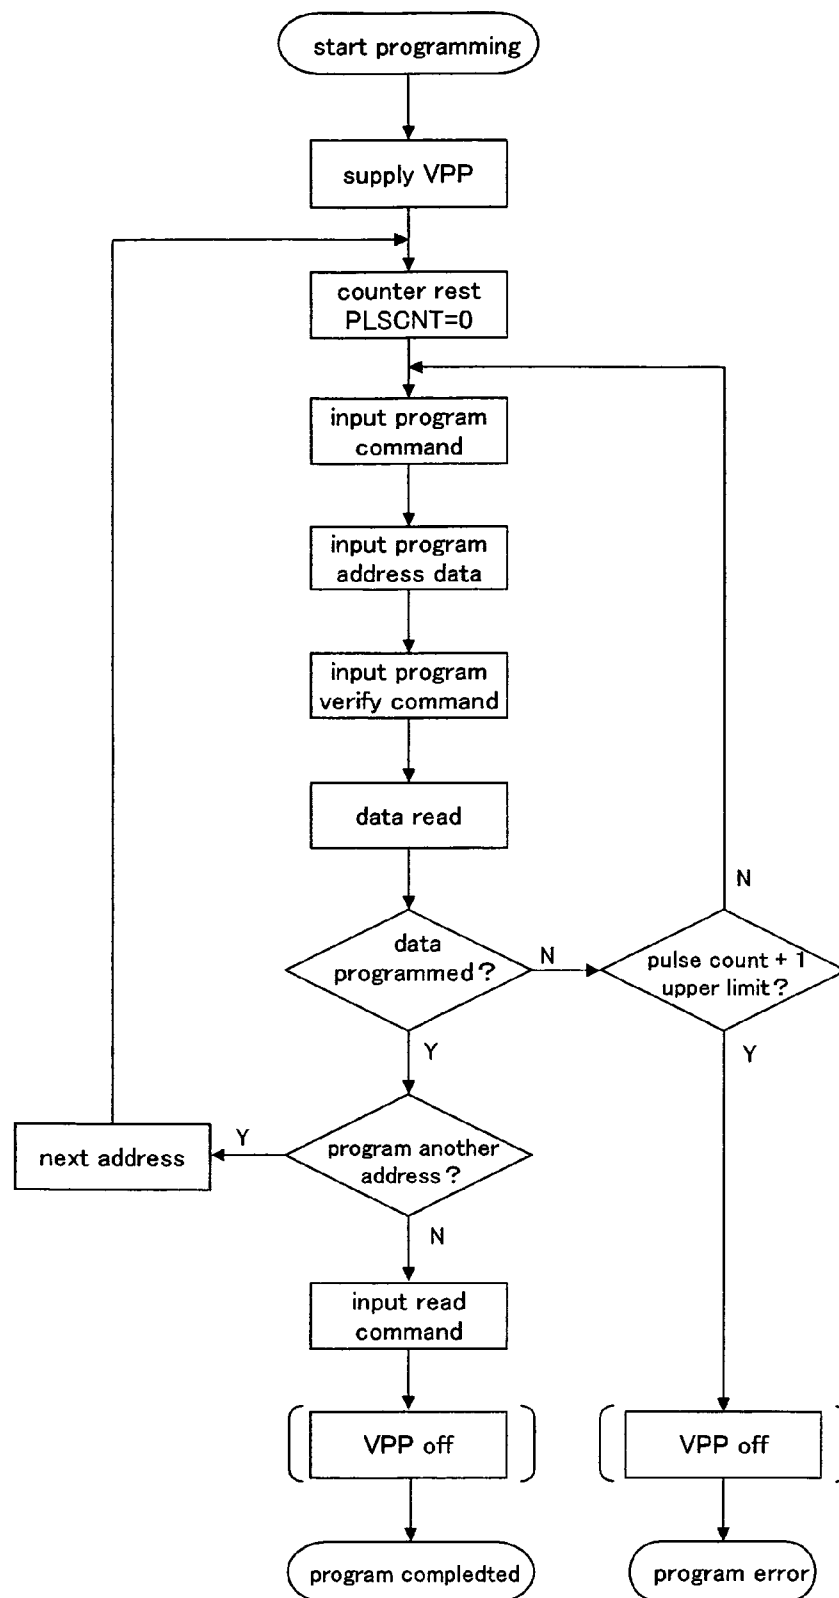 start programming
supply VPP
counter rest
PLSCNT=0
input program
command
input program
address data
input program
verify command
data read
data
programmed?
N
pulse count + 1
upper limit?
N
Y
Y
program another
address?
Y
next address
N
input read
command
VPP off
VPP off
program compledted
program error